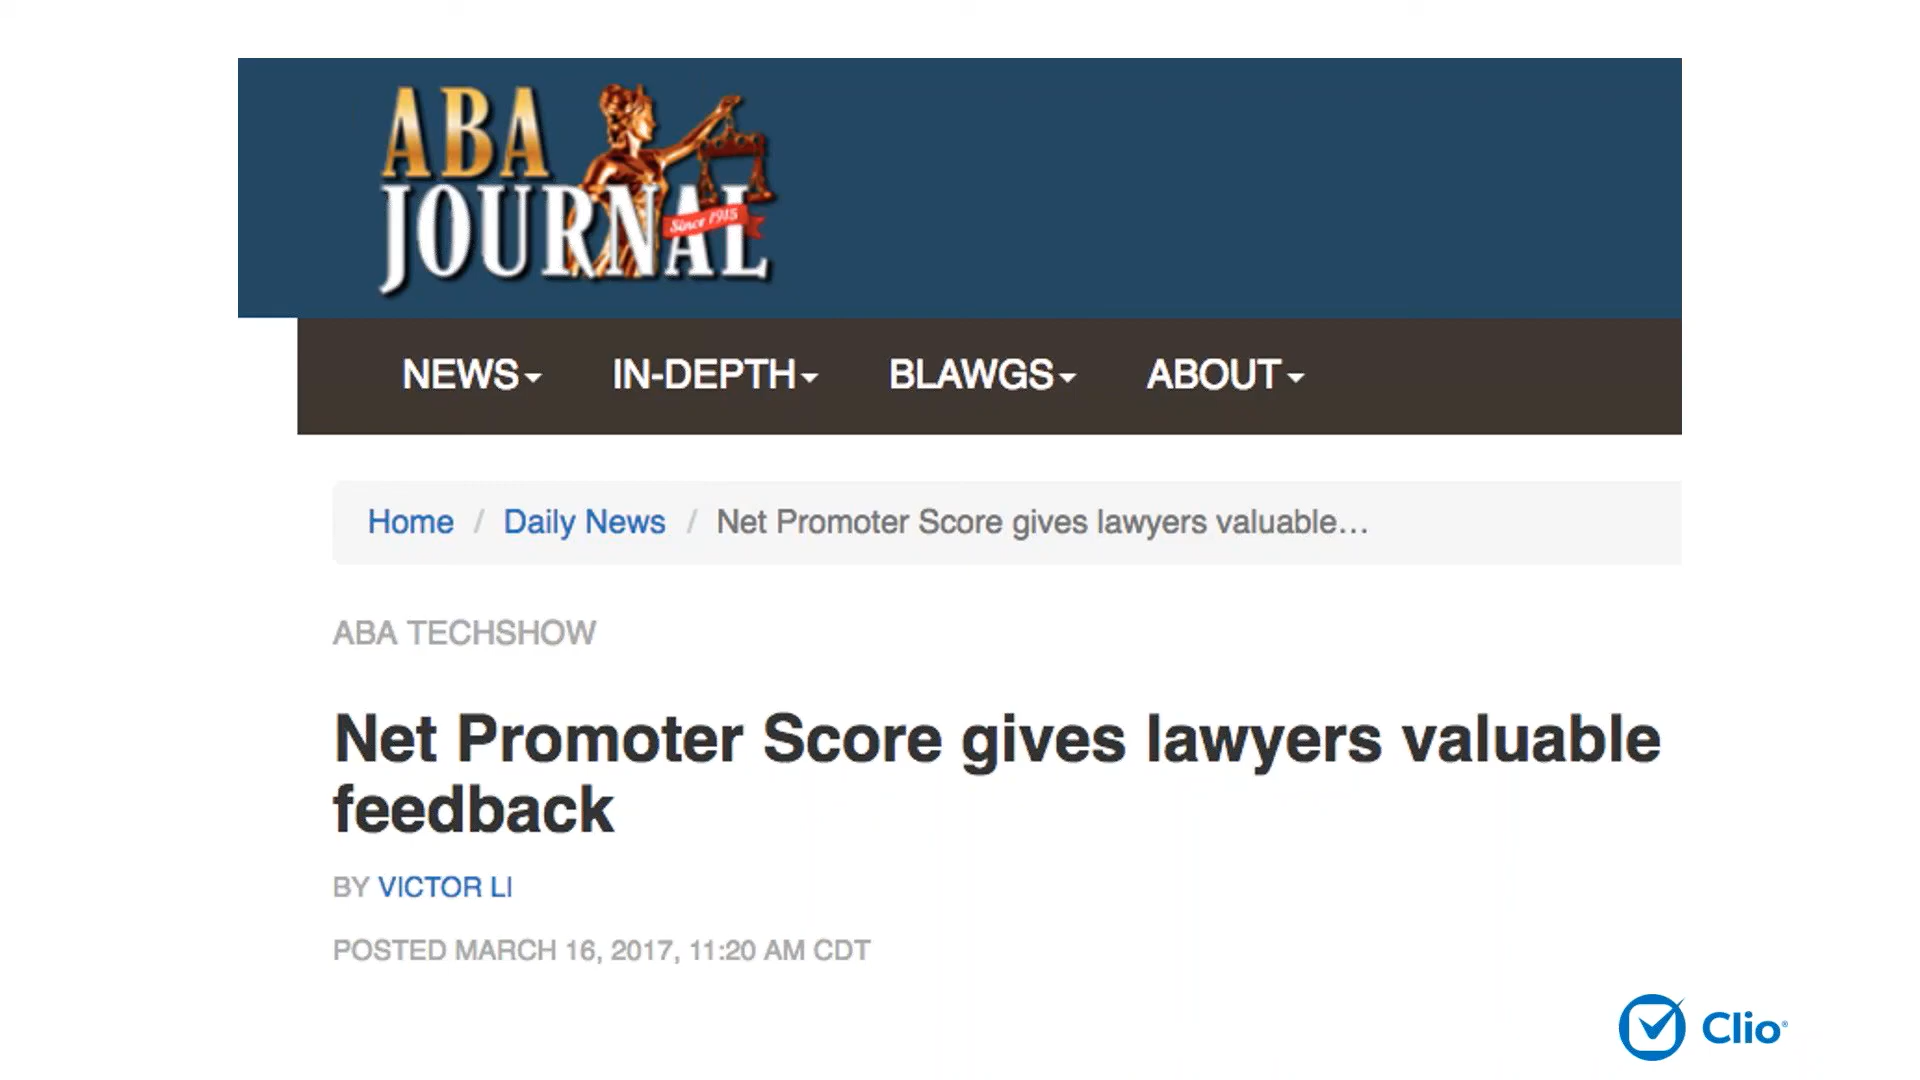 ABA
JOURNAL
Since 1915
NEWS IN-DEPTH BLAWGS ABOUT
Home / Daily News / Net Promoter Score gives lawyers valuable...
ABA TECHSHOW
Net Promoter Score gives lawyers valuable
feedback
BY VICTOR LI
POSTED MARCH 16, 2017, 11:20 AM CDT
Clio®